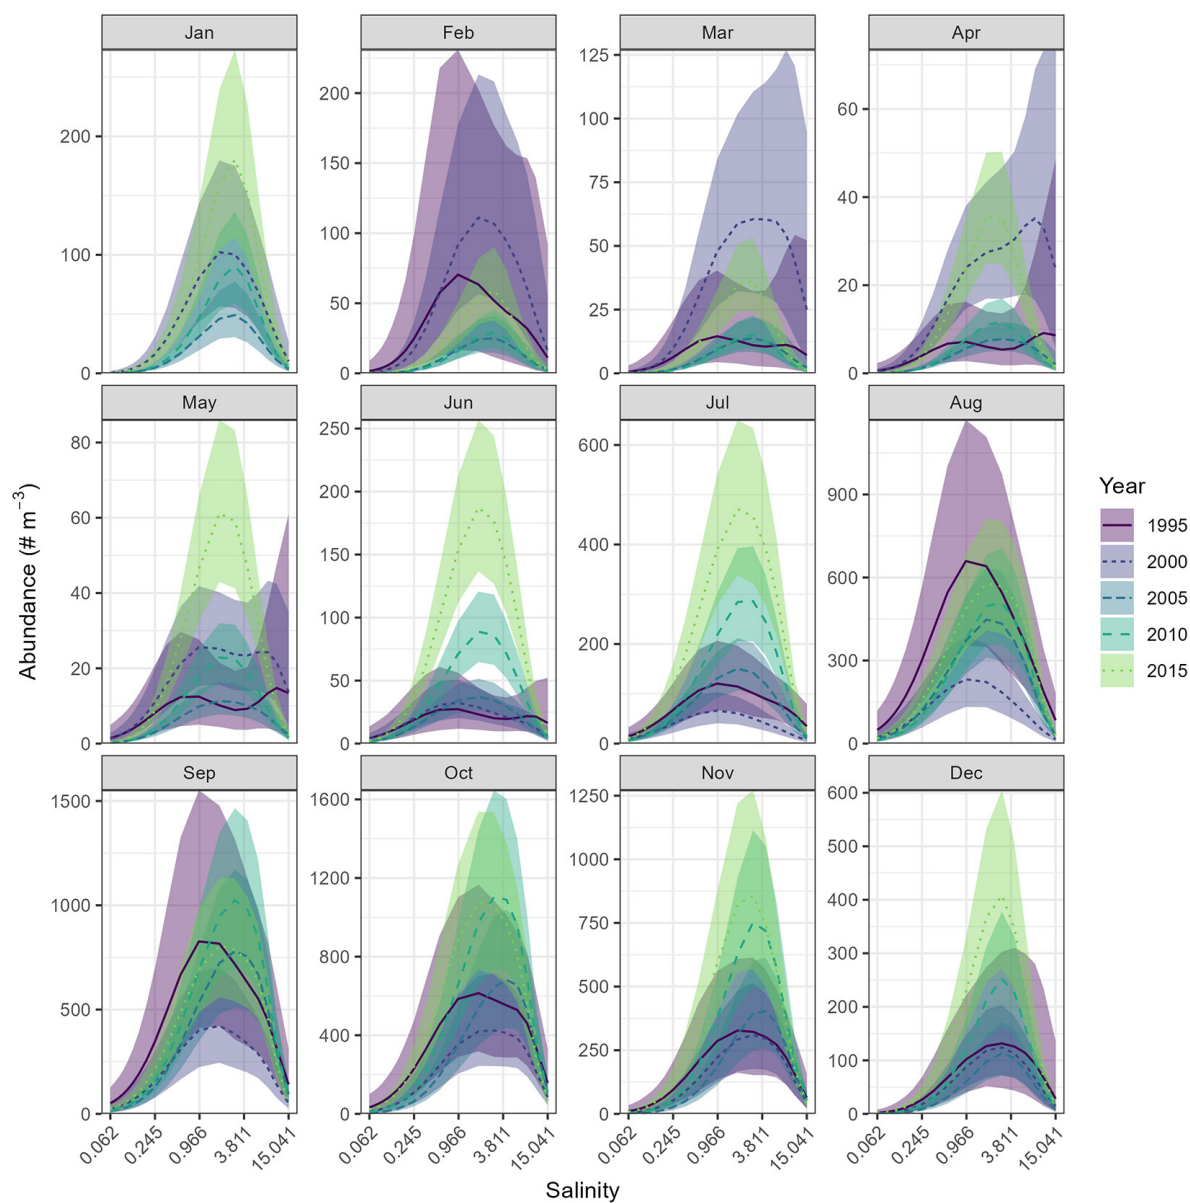 Jan Feb Mar Apr
200 200 125 60
150 100
100 100 75 40
50 50 20
25
0 0 0 0
May Jun Jul Aug
80 250 600 900
60 200
150 400 600
40 100
20 50 200 300
0 0 0 0
Sep Oct Nov Dec
1500 1600 1250 600
1200 1000 500
1000 750 400
800 300
500 500 200
400 250 100
0 0 0 0
0.062 0.245 0.966 3.811 15.041 0.062 0.245 0.966 3.811 15.041 0.062 0.245 0.966 3.811 15.041 0.062 0.245 0.966 3.811 15.041
Salinity
Abundance (# m⁻³)
Year
1995
2000
2005
2010
2015